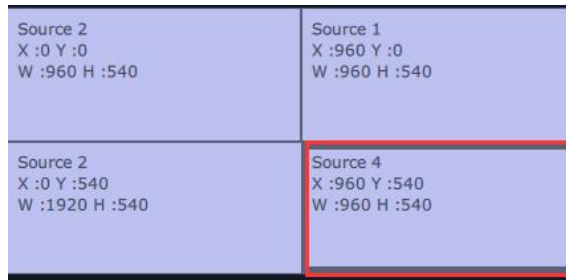 Source 2
X :0 Y :0
W :960 H :540
Source 1
X :960 Y :0
W :960 H :540
Source 2
X :0 Y :540
W :1920 H :540
Source 4
X :960 Y :540
W :960 H :540